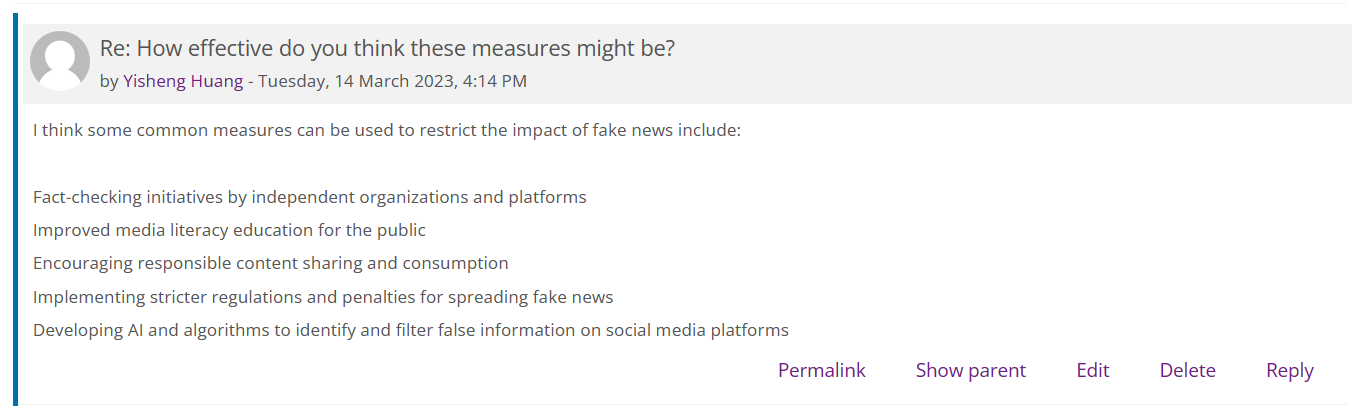 Re: How effective do you think these measures might be?
by Yisheng Huang - Tuesday, 14 March 2023, 4:14 PM
I think some common measures can be used to restrict the impact of fake news include:
Fact-checking initiatives by independent organizations and platforms
Improved media literacy education for the public
Encouraging responsible content sharing and consumption
Implementing stricter regulations and penalties for spreading fake news
Developing AI and algorithms to identify and filter false information on social media platforms
Permalink Show parent Edit Delete Reply